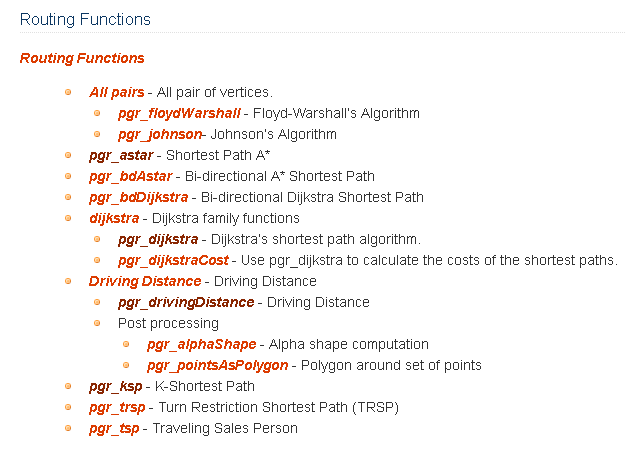 Routing Functions
Routing Functions
All pairs - All pair of vertices.
pgr_floydWarshall - Floyd-Warshall's Algorithm
pgr_johnson- Johnson's Algorithm
pgr_astar - Shortest Path A*
pgr_bdAstar - Bi-directional A* Shortest Path
pgr_bdDijkstra - Bi-directional Dijkstra Shortest Path
dijkstra - Dijkstra family functions
pgr_dijkstra - Dijkstra's shortest path algorithm.
pgr_dijkstraCost - Use pgr_dijkstra to calculate the costs of the shortest paths.
Driving Distance - Driving Distance
pgr_drivingDistance - Driving Distance
Post processing
pgr_alphaShape - Alpha shape computation
pgr_pointsAsPolygon - Polygon around set of points
pgr_ksp - K-Shortest Path
pgr_trsp - Turn Restriction Shortest Path (TRSP)
pgr_tsp - Traveling Sales Person